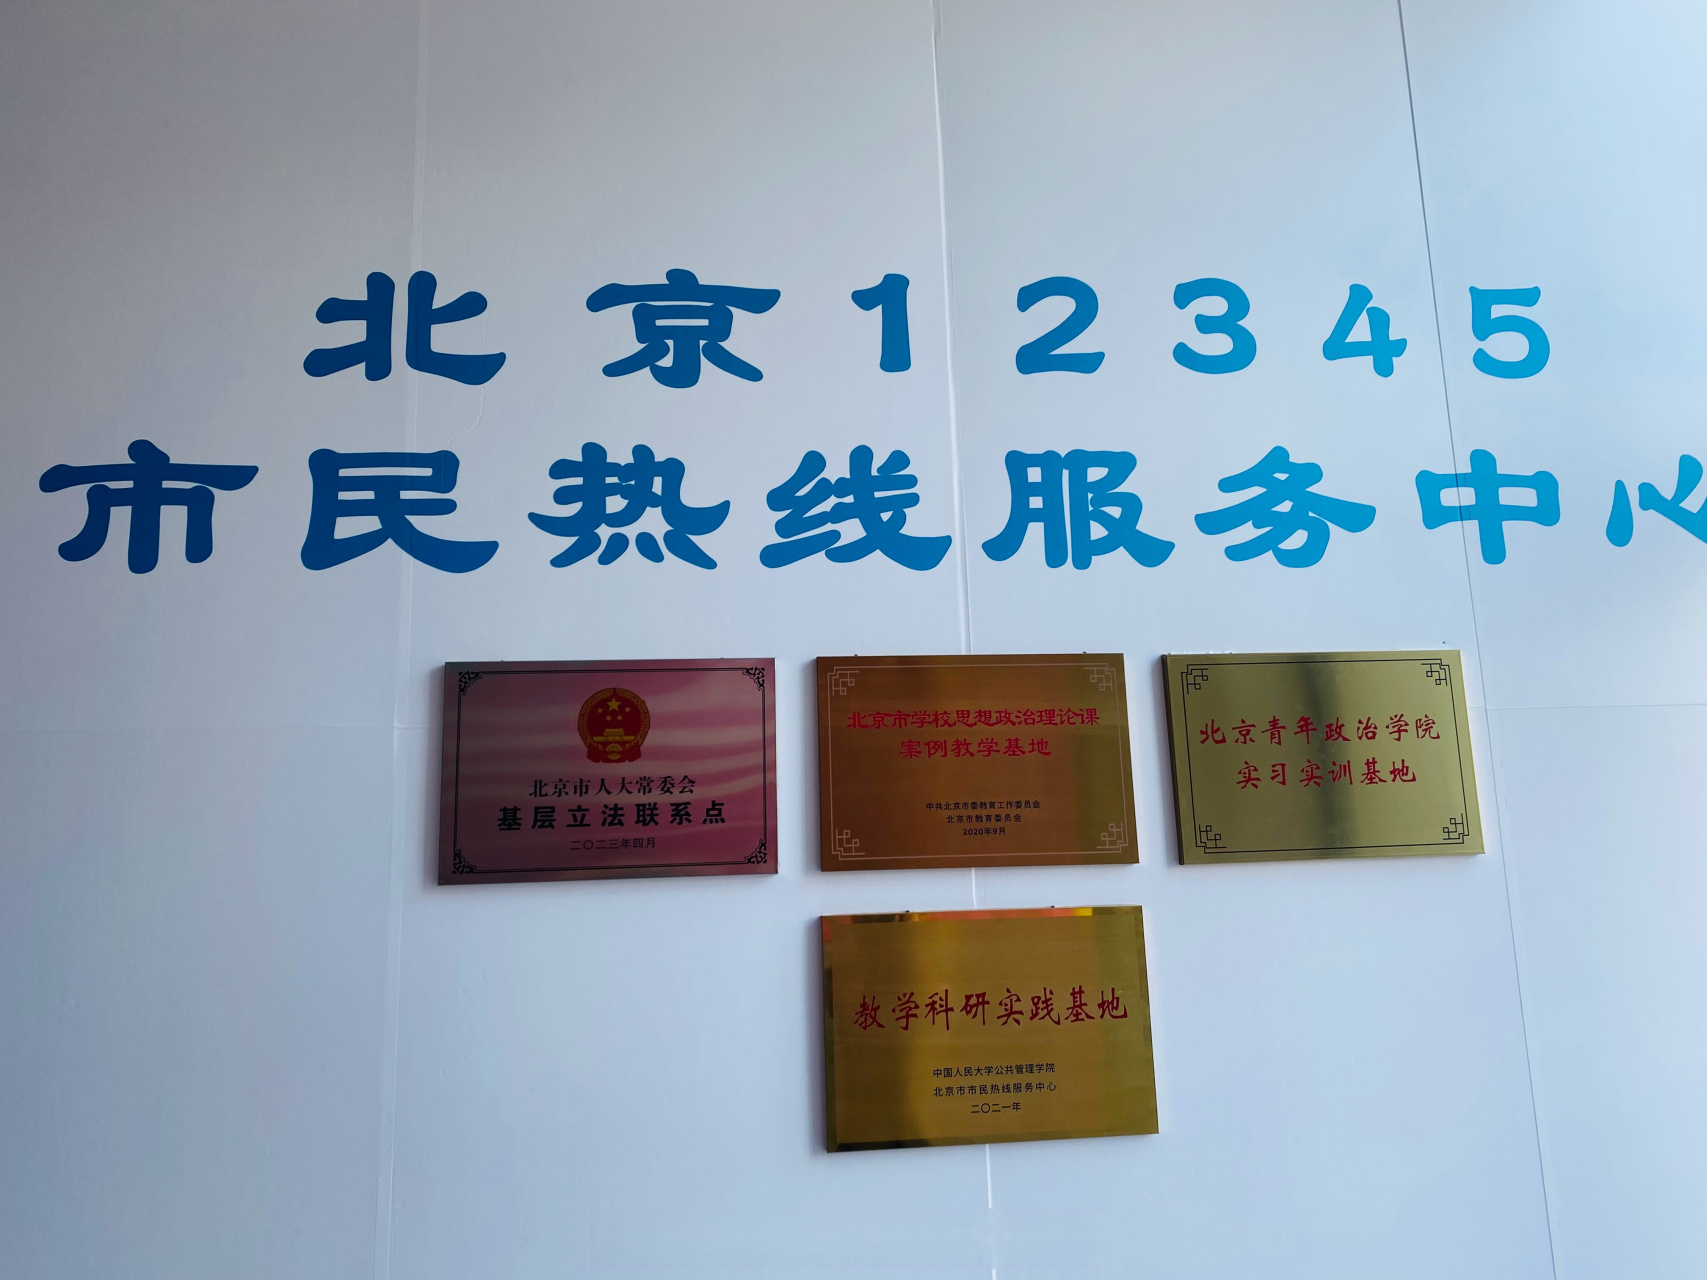 北京12345
市民热线服务中心
北京市人大常委会
基层立法联系点
二〇二三年四月
北京市学校思想政治理论课
案例教学基地
中共北京市委教育工作委员会
北京市教育委员会
2020年9月
北京青年政治学院
实习实训基地
教学科研实践基地
中国人民大学公共管理学院
北京市市民热线服务中心
二〇二一年